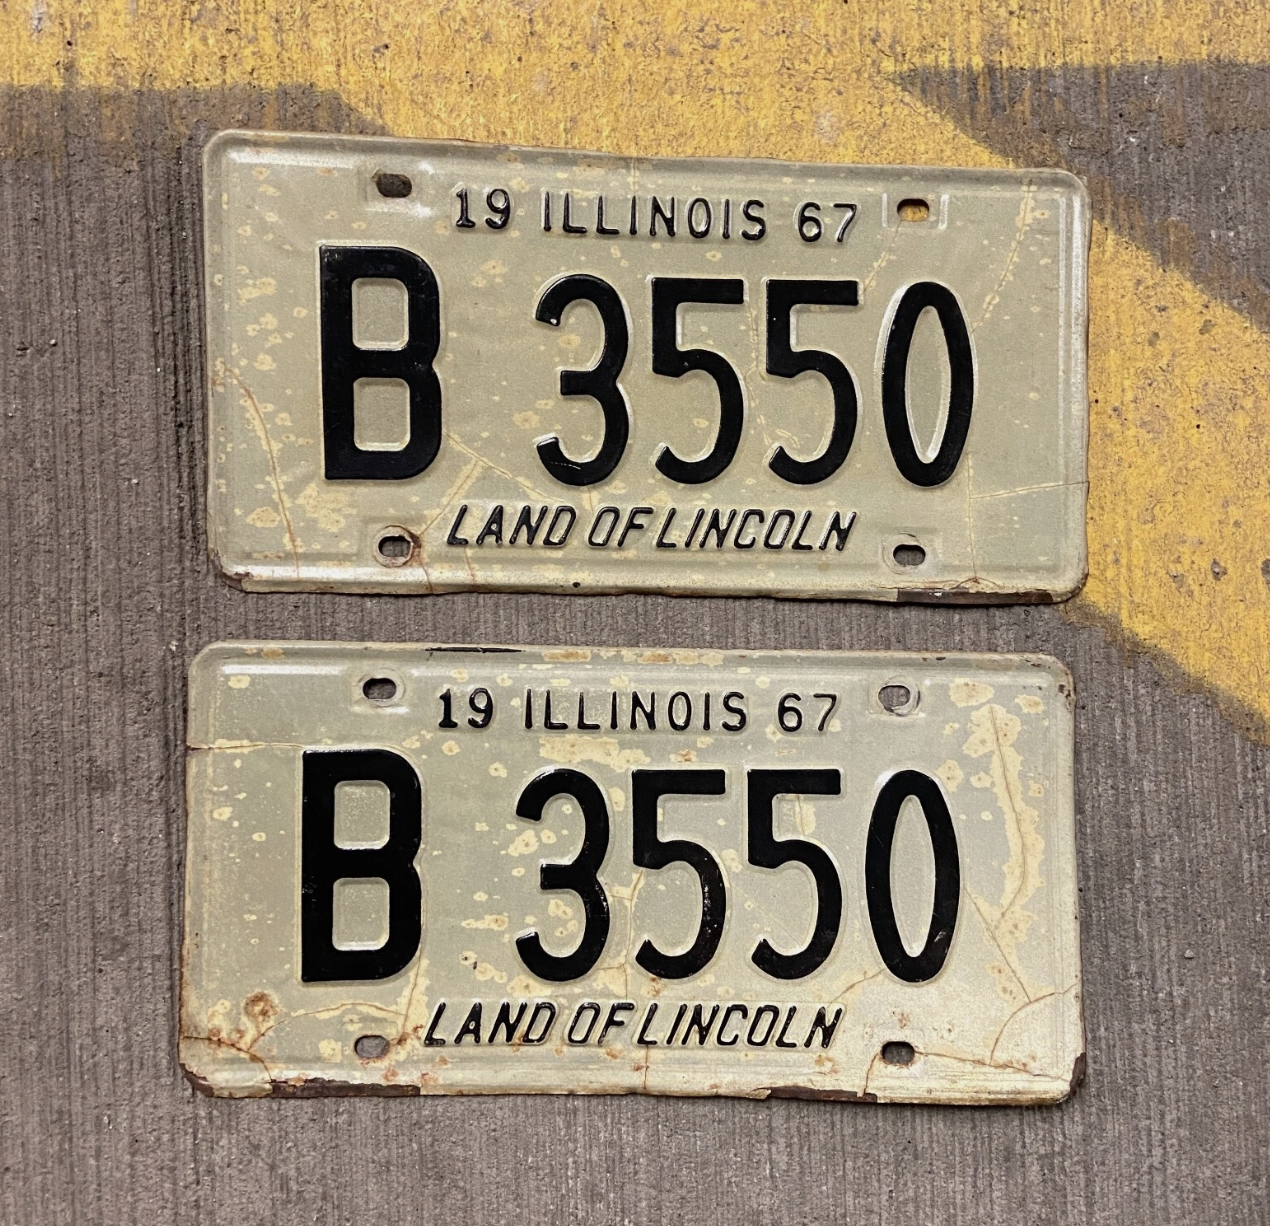 19 ILLINOIS 67
B 3550
LAND OF LINCOLN
19 ILLINOIS 67
B 3550
LAND OF LINCOLN